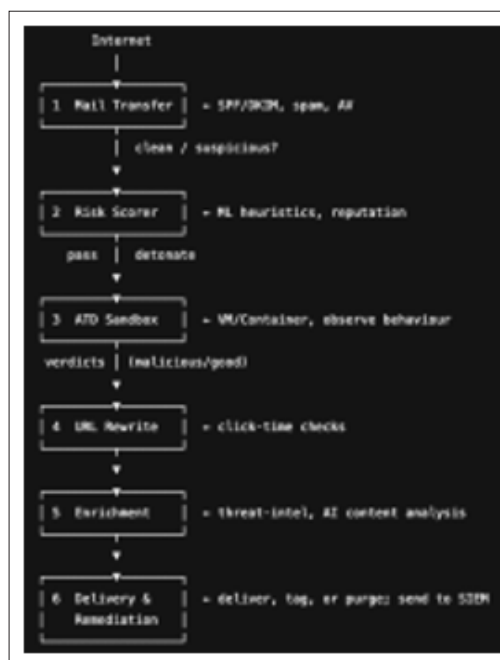 Internet
1 Mail Transfer ← SPF/DKIM, spam, AV
clean / suspicious?
2 Risk Scorer ← ML heuristics, reputation
pass detonate
3 ATD Sandbox ← VM/Container, observe behaviour
verdicts (malicious/good)
4 URL Rewrite ← click-time checks
5 Enrichment ← threat-intel, AI content analysis
6 Delivery & ← deliver, tag, or purge; send to SIEM
Remediation